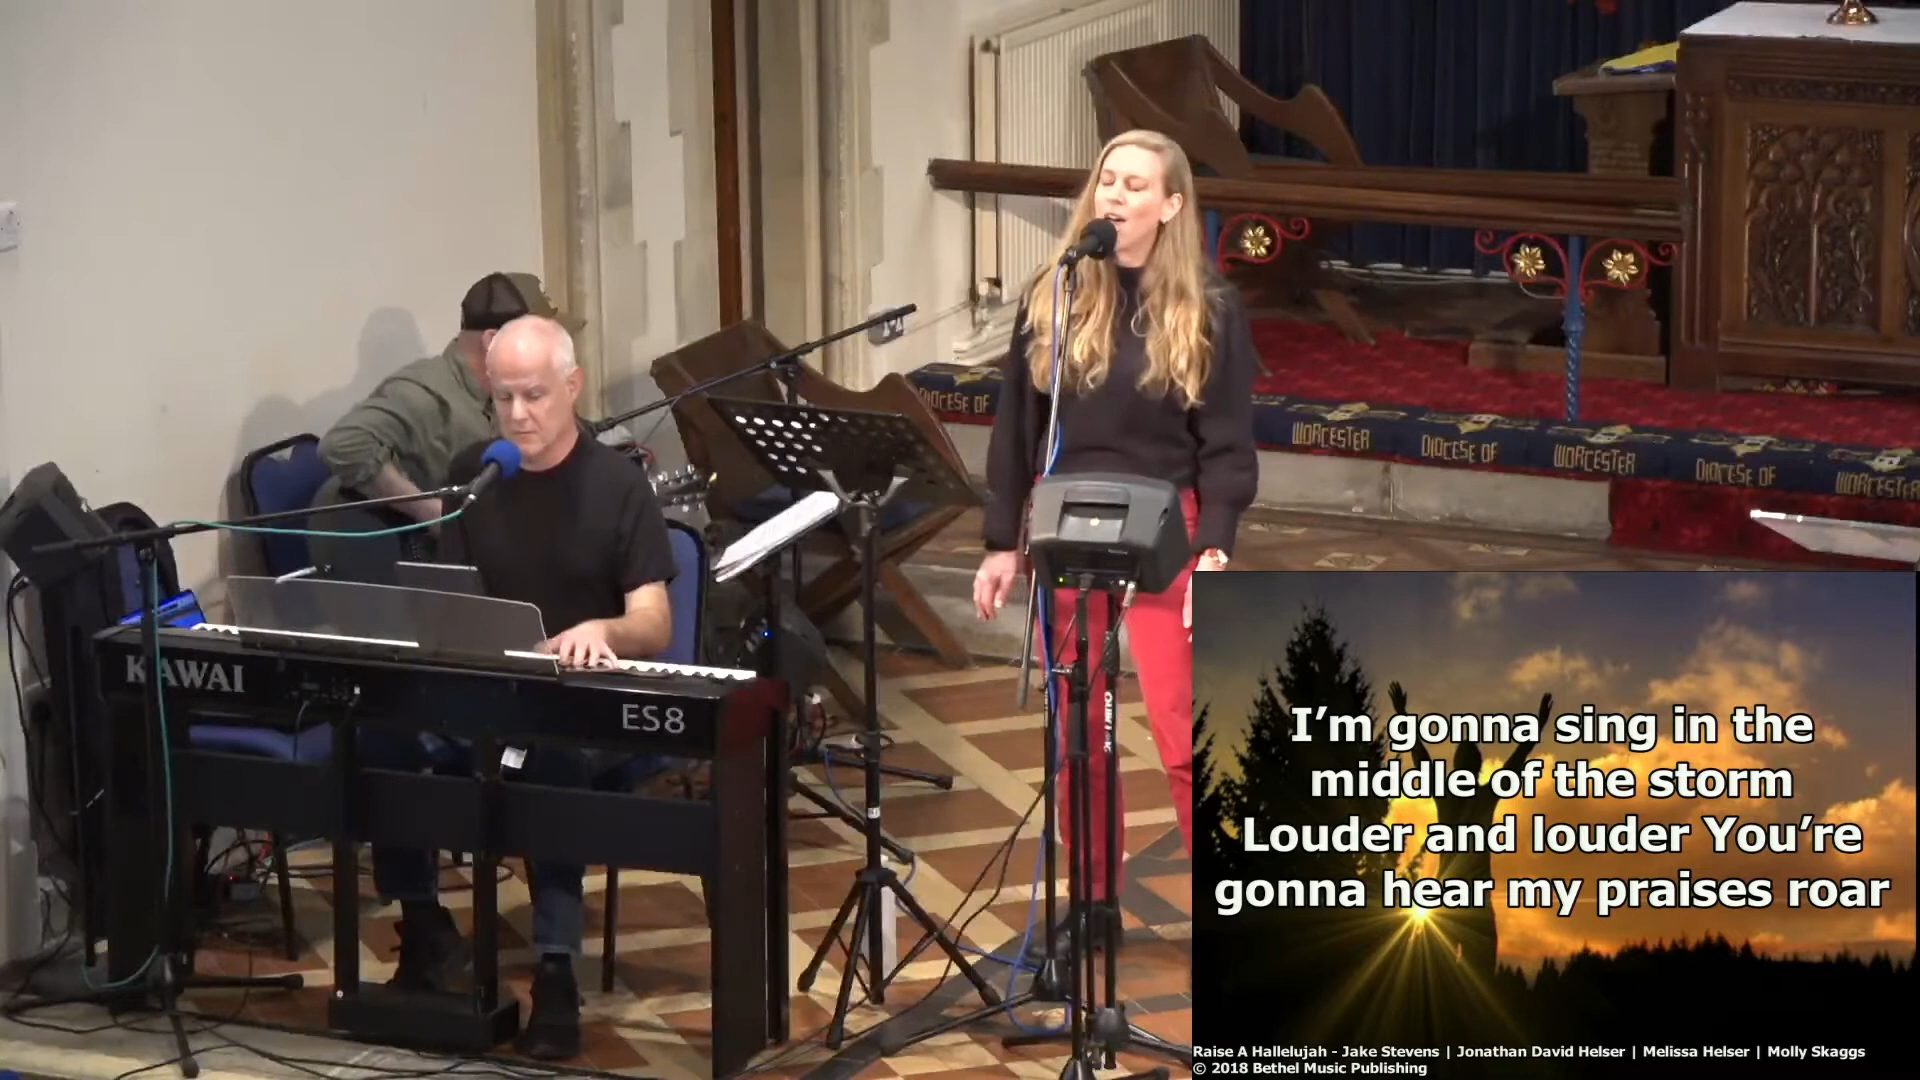 DIOCESE OF
WORCESTER
DIOCESE OF
WORCESTER
DIOCESE OF
WORCESTER
KAWAI
ES8
I’m gonna sing in the
middle of the storm
Louder and louder You’re
gonna hear my praises roar
Raise A Hallelujah - Jake Stevens | Jonathan David Helser | Melissa Helser | Molly Skaggs
© 2018 Bethel Music Publishing